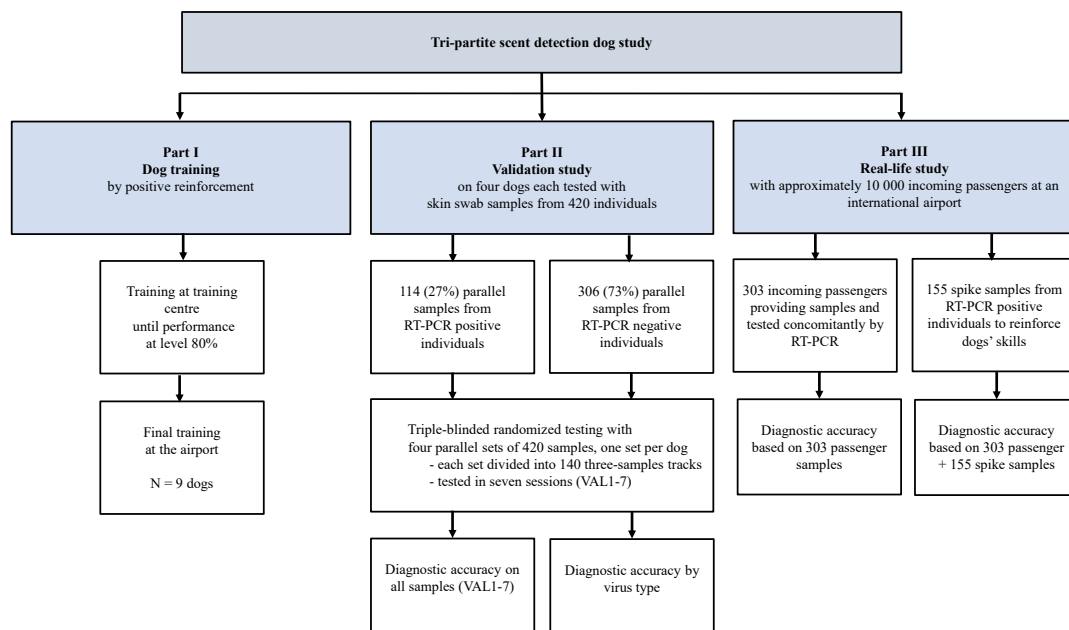 Tri-partite scent detection dog study
Part I
Dog training
by positive reinforcement
Part II
Validation study
on four dogs each tested with
skin swab samples from 420 individuals
Part III
Real-life study
with approximately 10 000 incoming passengers at an
international airport
Training at training
centre
until performance
at level 80%
114 (27%) parallel
samples from
RT-PCR positive
individuals
306 (73%) parallel
samples from
RT-PCR negative
individuals
303 incoming passengers
providing samples and
tested concomitantly by
RT-PCR
155 spike samples from
RT-PCR positive
individuals to reinforce
dogs’ skills
Final training
at the airport
N = 9 dogs
Triple-blinded randomized testing with
four parallel sets of 420 samples, one set per dog
- each set divided into 140 three-samples tracks
- tested in seven sessions (VAL1-7)
Diagnostic accuracy
based on 303 passenger
samples
Diagnostic accuracy
based on 303 passenger
+ 155 spike samples
Diagnostic accuracy on
all samples (VAL1-7)
Diagnostic accuracy by
virus type